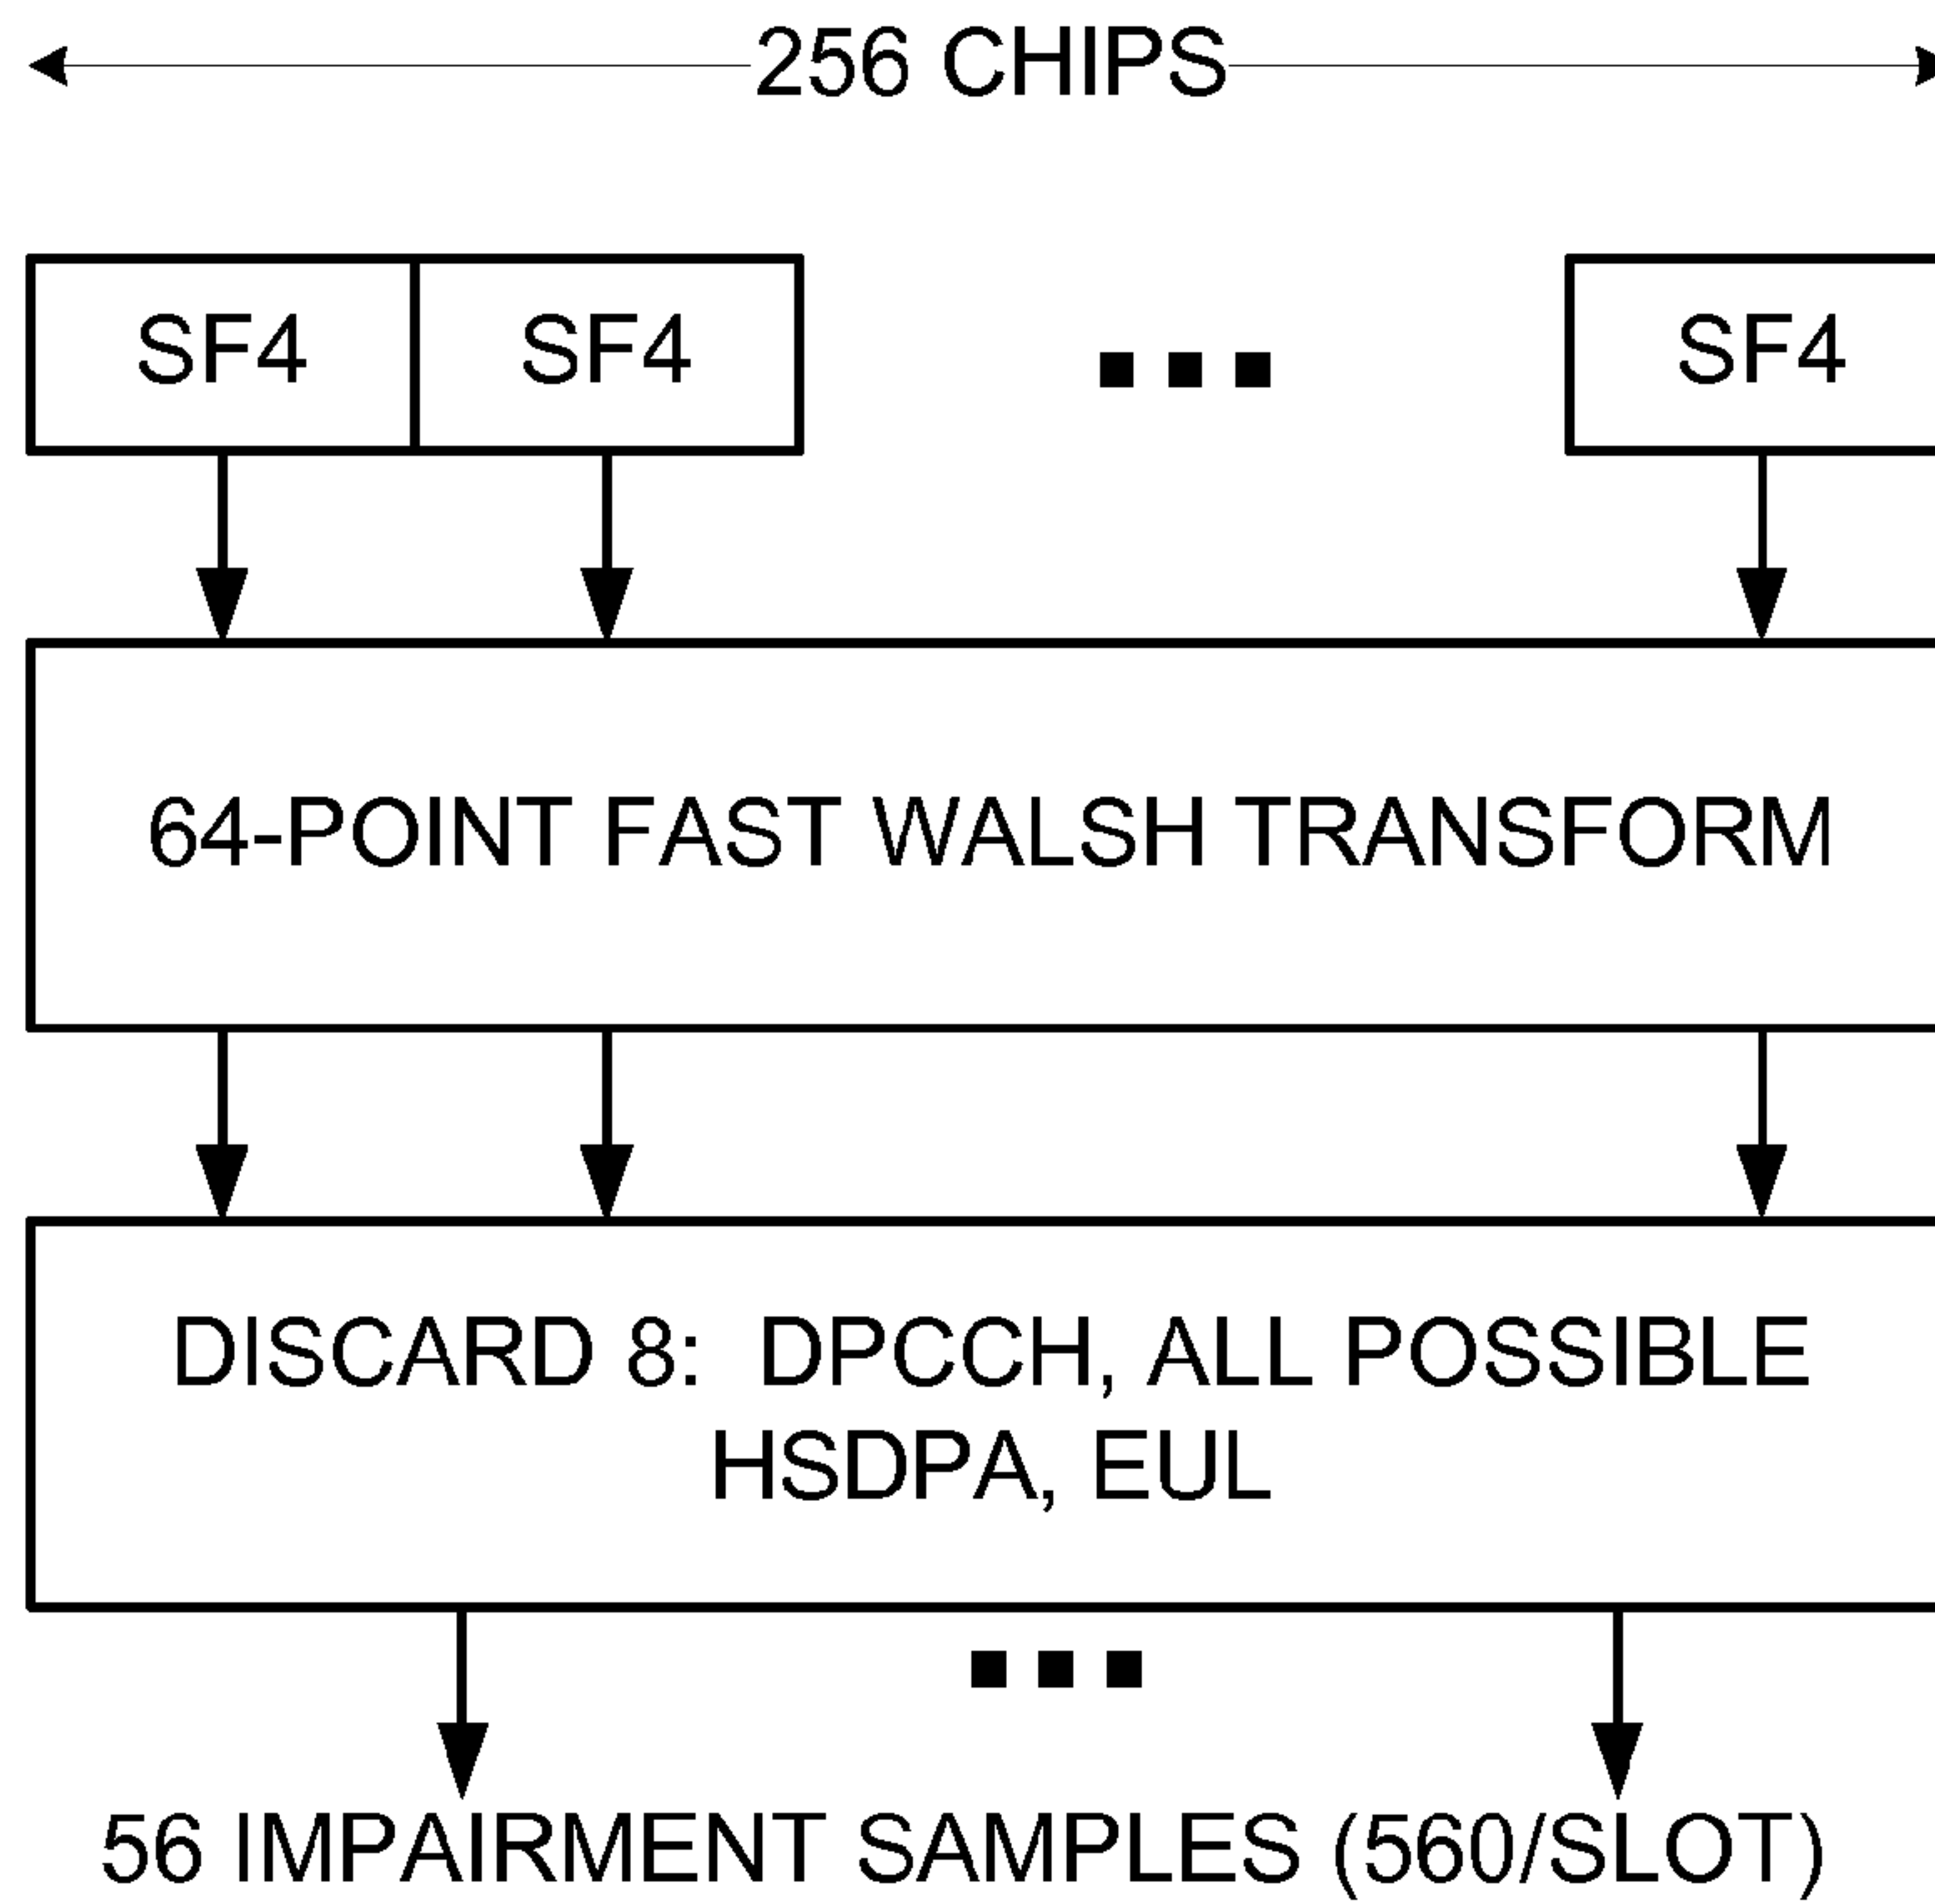 256 CHIPS
SF4 SF4 SF4
64-POINT FAST WALSH TRANSFORM
DISCARD 8: DPCCH, ALL POSSIBLE
HSDPA, EUL
56 IMPAIRMENT SAMPLES (560/SLOT)